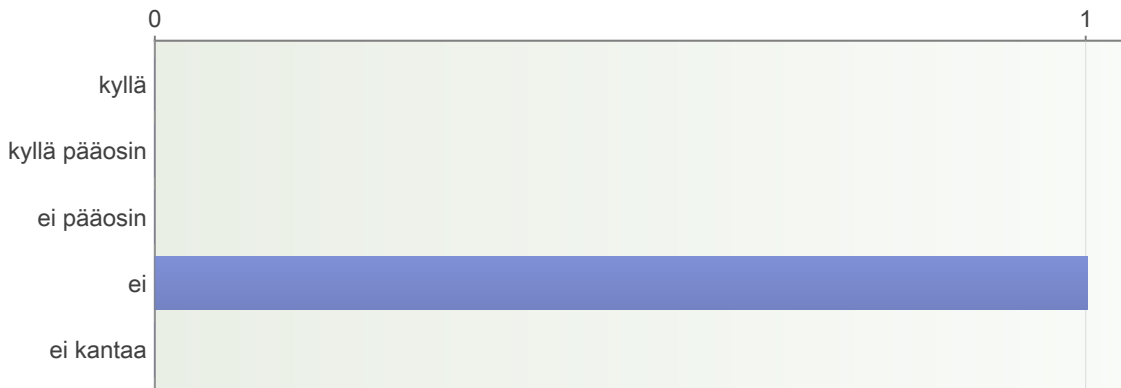 0 1
kyllä
kyllä pääosin
ei pääosin
ei
ei kantaa